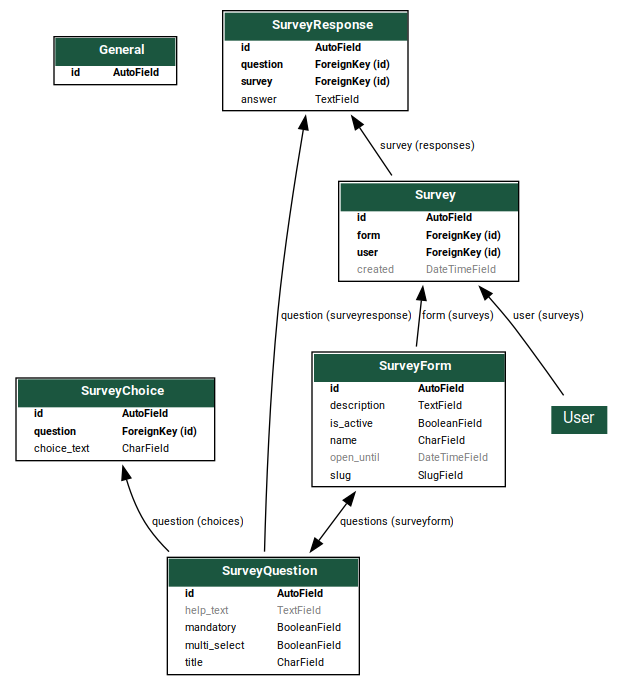 General
id AutoField
SurveyResponse
id AutoField
question ForeignKey (id)
survey ForeignKey (id)
answer TextField
survey (responses)
Survey
id AutoField
form ForeignKey (id)
user ForeignKey (id)
created DateTimeField
question (surveyresponse)
form (surveys)
user (surveys)
SurveyForm
id AutoField
description TextField
is_active BooleanField
name CharField
open_until DateTimeField
slug SlugField
SurveyChoice
id AutoField
question ForeignKey (id)
choice_text CharField
User
question (choices)
questions (surveyform)
SurveyQuestion
id AutoField
help_text TextField
mandatory BooleanField
multi_select BooleanField
title CharField